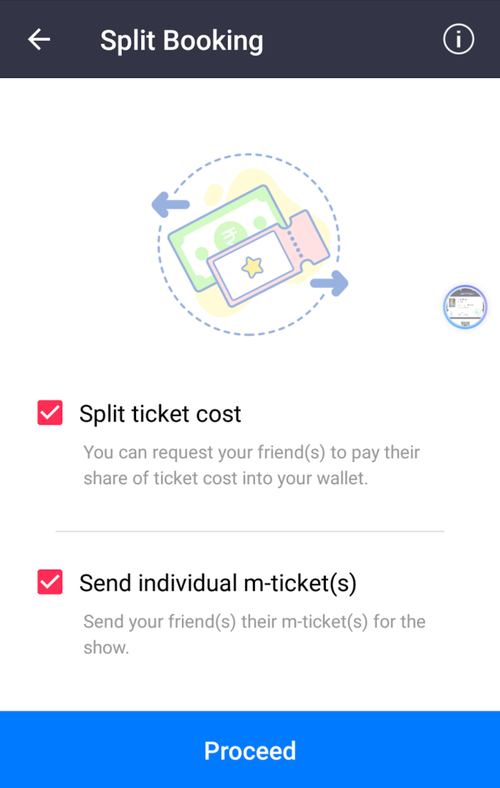 Split Booking
Split ticket cost
You can request your friend(s) to pay their
share of ticket cost into your wallet.
Send individual m-ticket(s)
Send your friend(s) their m-ticket(s) for the
show.
Proceed